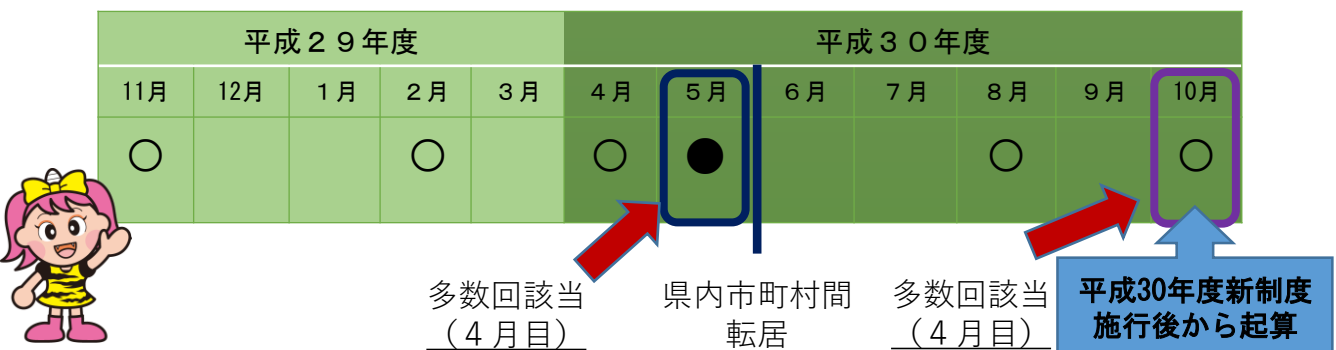 平成２９年度 平成３０年度
11月 12月 １月 ２月 ３月 ４月 ５月 ６月 ７月 ８月 ９月 10月
○ ○ ○ ● ○ ○
多数回該当
（４月目）
県内市町村間
転居
多数回該当
（４月目）
平成30年度新制度
施行後から起算